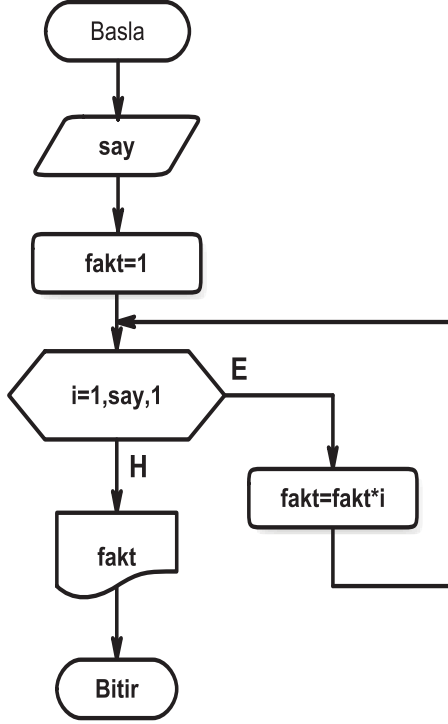 Basla
say
fakt=1
i=1,say,1
E
H
fakt=fakt*i
fakt
Bitir